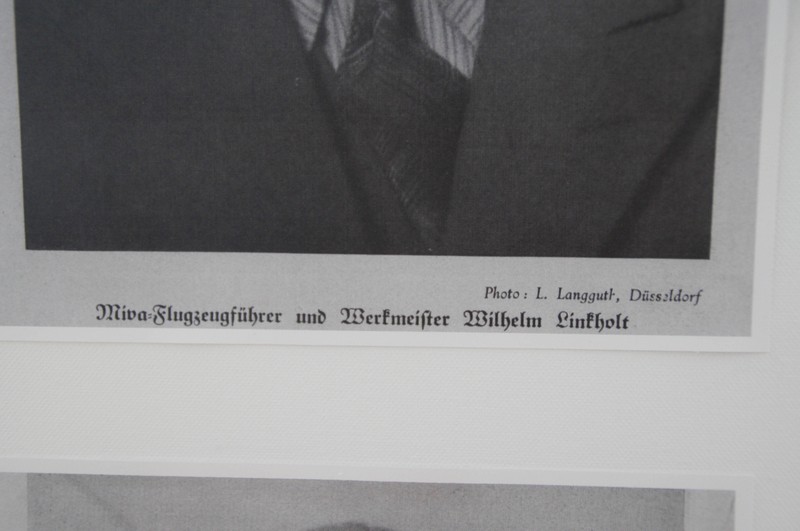 Photo: L. Langguth, Düsseldorf
Miva-Flugzeugführer und Werkmeister Wilhelm Linkholt